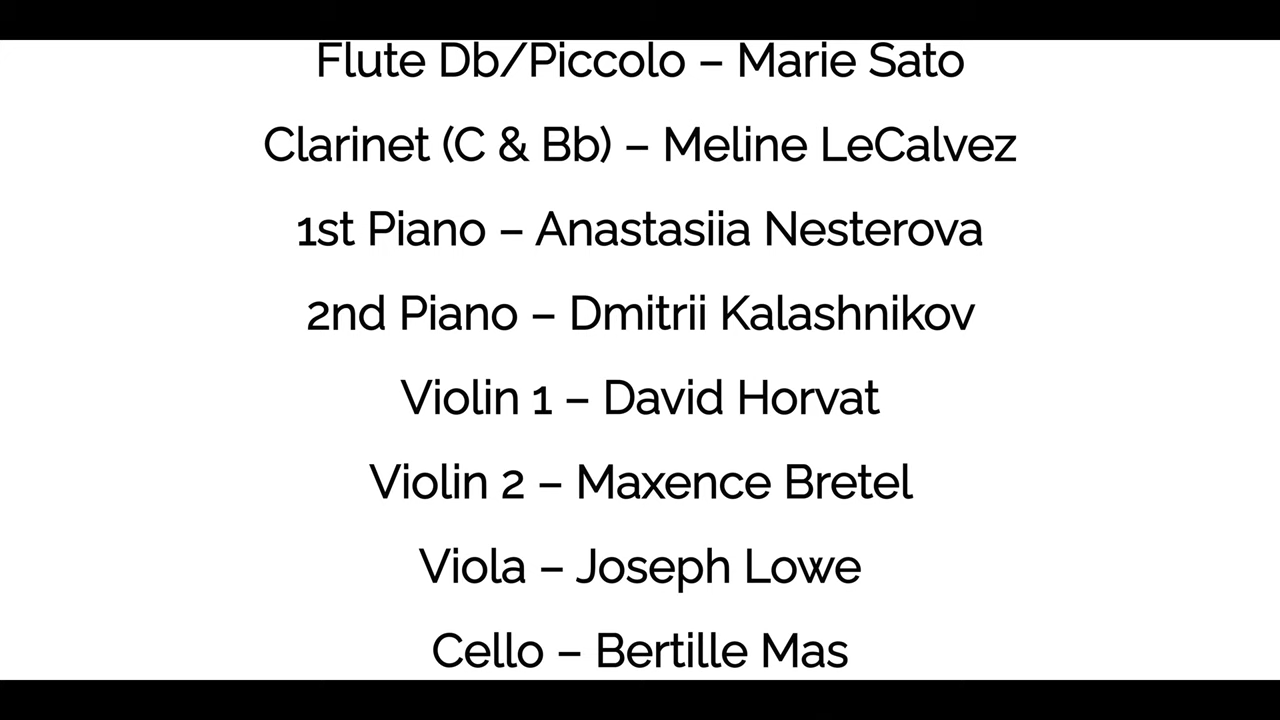 Flute Db/Piccolo – Marie Sato
Clarinet (C & Bb) – Meline LeCalvez
1st Piano – Anastasiia Nesterova
2nd Piano – Dmitrii Kalashnikov
Violin 1 – David Horvat
Violin 2 – Maxence Bretel
Viola – Joseph Lowe
Cello – Bertille Mas